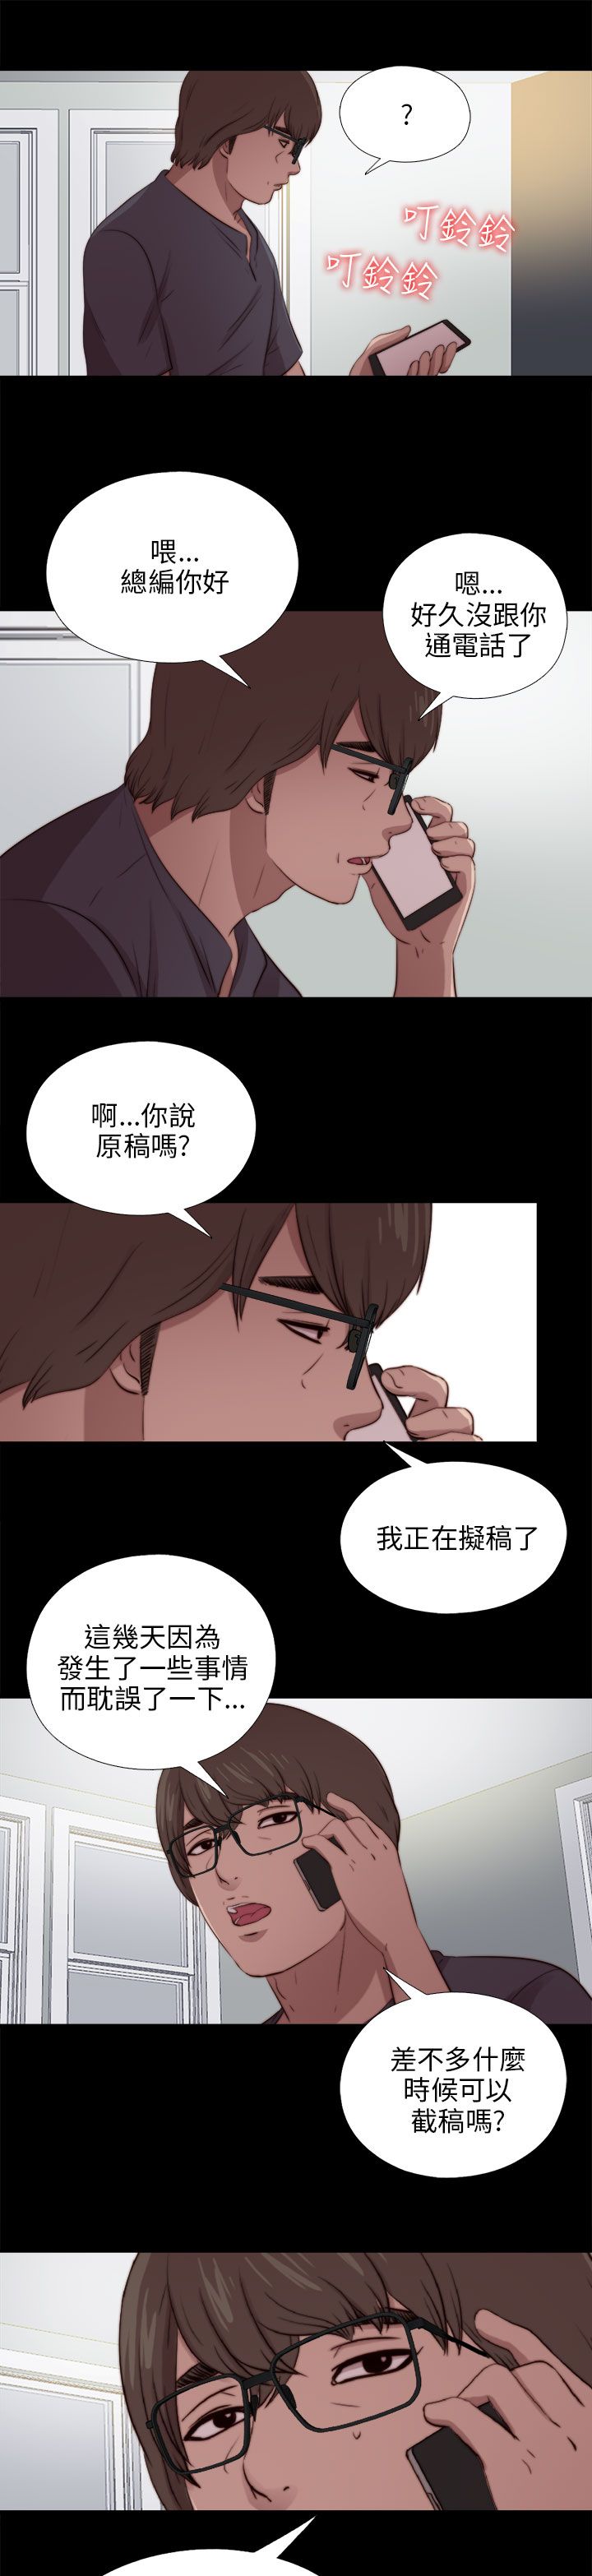 ?
叮鈴鈴
叮鈴鈴
喂...
總編你好
嗯...
好久沒跟你
通電話了
啊...你說
原稿嗎?
我正在擬稿了
這幾天因為
發生了一些事情
而耽誤了一下...
差不多什麼
時候可以
截稿嗎?